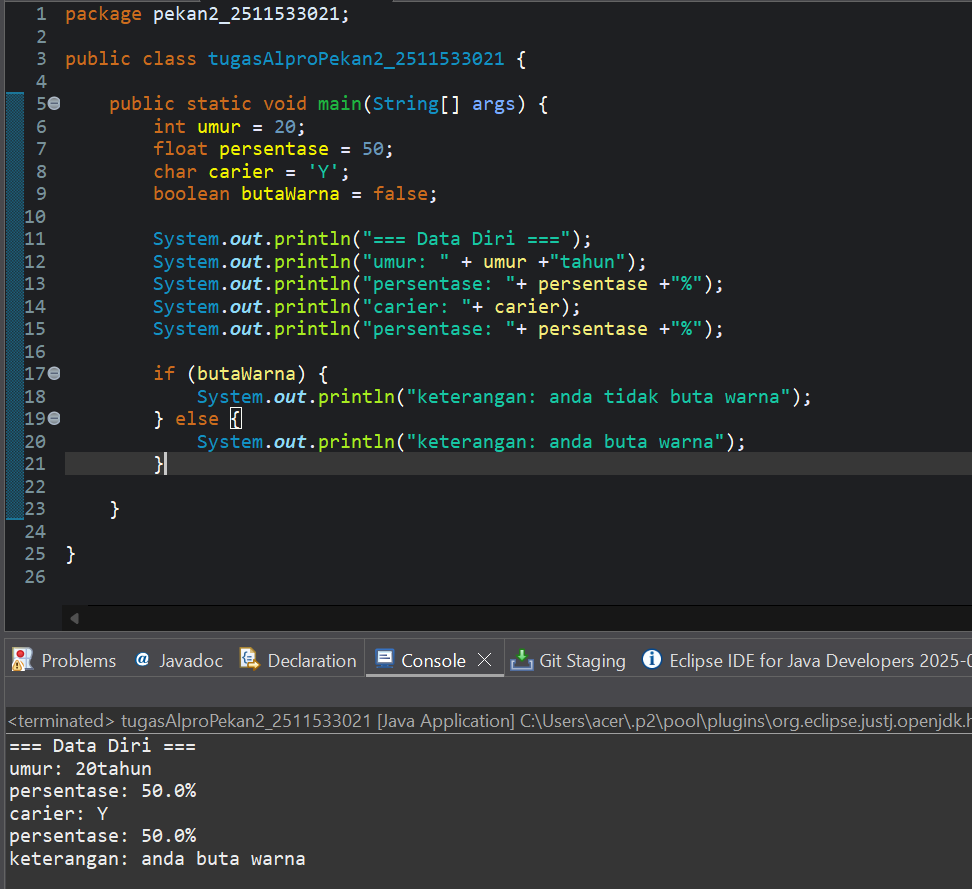 1 package pekan2_2511533021;
2
3 public class tugasAlproPekan2_2511533021 {
4
5 public static void main(String[] args) {
6 int umur = 20;
7 float persentase = 50;
8 char carier = 'Y';
9 boolean butaWarna = false;
10
11 System.out.println("=== Data Diri ===");
12 System.out.println("umur: " + umur +"tahun");
13 System.out.println("persentase: "+ persentase +"%");
14 System.out.println("carier: "+ carier);
15 System.out.println("persentase: "+ persentase +"%");
16
17 if (butaWarna) {
18 System.out.println("keterangan: anda tidak buta warna");
19 } else {
20 System.out.println("keterangan: anda buta warna");
21 }
22
23 }
24
25 }
26
Problems @ Javadoc Declaration Console Git Staging Eclipse IDE for Java Developers 2025-
<terminated> tugasAlproPekan2_2511533021 [Java Application] C:\Users\acer\.p2\pool\plugins\org.eclipse.justj.openjdk.
=== Data Diri ===
umur: 20tahun
persentase: 50.0%
carier: Y
persentase: 50.0%
keterangan: anda buta warna